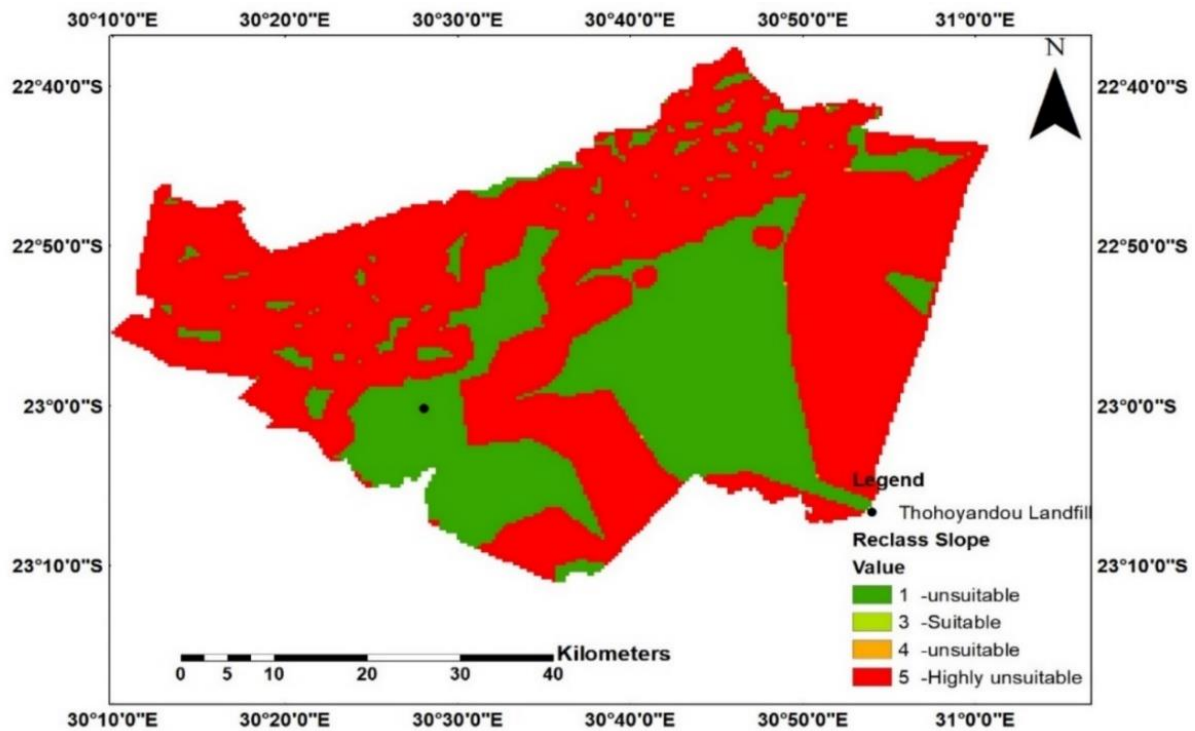 30°10'0"E 30°20'0"E 30°30'0"E 30°40'0"E 30°50'0"E 31°0'0"E
N
22°40'0"S 22°40'0"S
22°50'0"S 22°50'0"S
23°0'0"S 23°0'0"S
Legend
Thohoyandou Landfill
Reclass Slope
Value
23°10'0"S 23°10'0"S
1 -unsuitable
3 -Suitable
4 -unsuitable
5 -Highly unsuitable
Kilometers
0 5 10 20 30 40
30°10'0"E 30°20'0"E 30°30'0"E 30°40'0"E 30°50'0"E 31°0'0"E